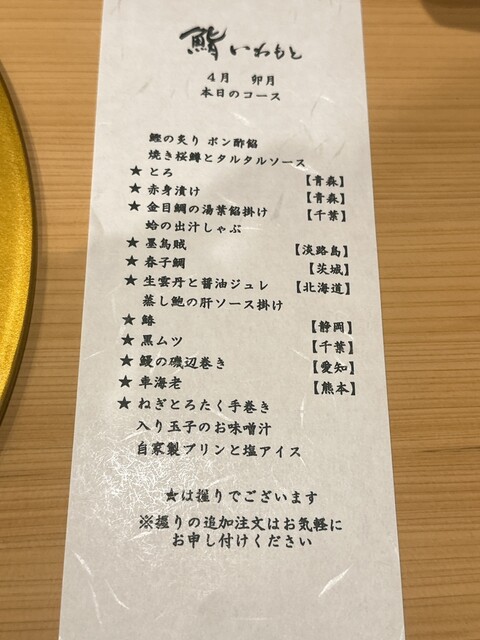 鮨 いわもと
4月 卯月
本日のコース
鰹の炙り ポン酢餡
焼き桜鱒とタルタルソース
★ とろ 【青森】
★ 赤身漬け 【青森】
★ 金目鯛の湯葉餡掛け 【千葉】
蛤の出汁しゃぶ
★ 墨烏賊 【淡路島】
★ 春子鯛 【茨城】
★ 生雲丹と醤油ジュレ 【北海道】
蒸し鮑の肝ソース掛け
★ 鰆 【静岡】
★ 黒ムツ 【千葉】
★ 鰻の磯辺巻き 【愛知】
★ 車海老 【熊本】
★ ねぎとろたく手巻き
入り玉子のお味噌汁
自家製プリンと塩アイス
★は握りでございます
※握りの追加注文はお気軽に
お申し付けください